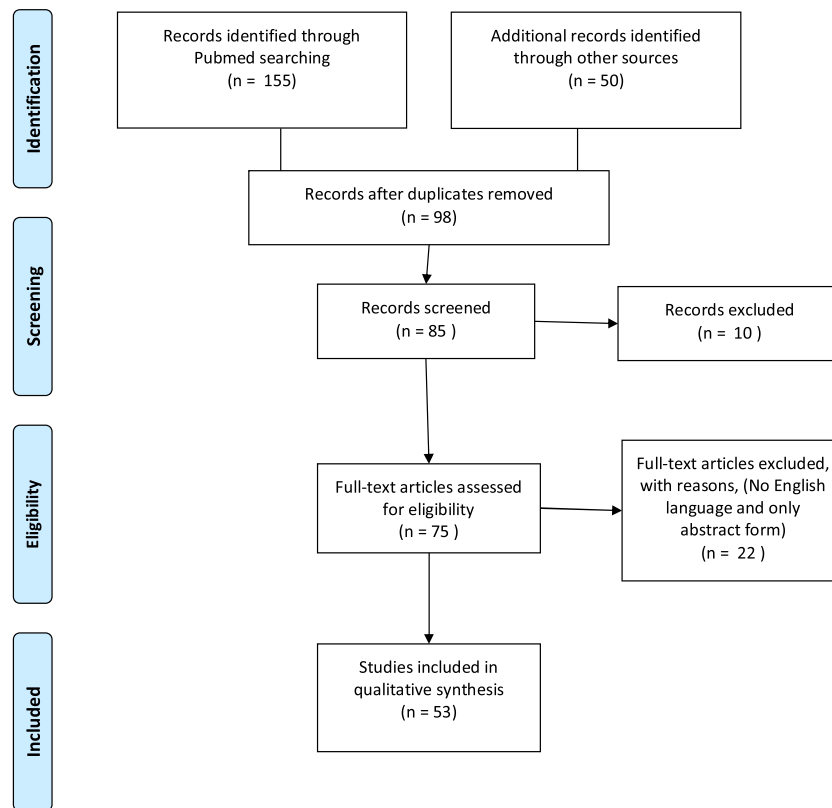 Identification
Records identified through
Pubmed searching
(n =  155)
Additional records identified
through other sources
(n = 50)
Records after duplicates removed
(n = 98)
Screening
Records screened
(n = 85 )
Records excluded
(n =  10 )
Eligibility
Full-text articles assessed
for eligibility
(n = 75 )
Full-text articles excluded,
with reasons, (No English
language and only
abstract form)
(n =  22 )
Included
Studies included in
qualitative synthesis
(n = 53)